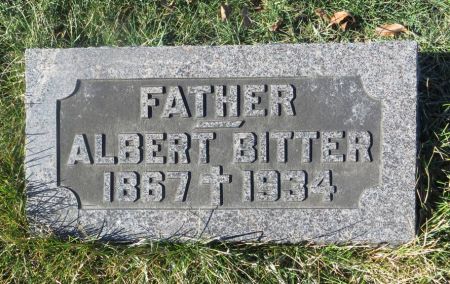 FATHER
ALBERT BITTER
1867 † 1934